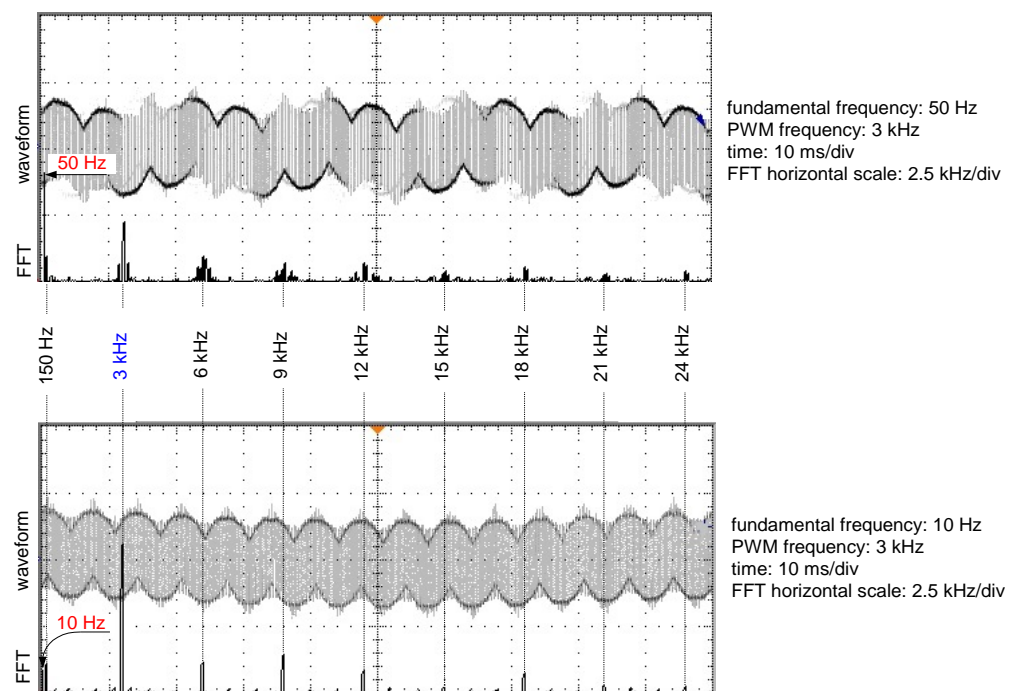 waveform
50 Hz
FFT
fundamental frequency: 50 Hz
PWM frequency: 3 kHz
time: 10 ms/div
FFT horizontal scale: 2.5 kHz/div
150 Hz
3 kHz
6 kHz
9 kHz
12 kHz
15 kHz
18 kHz
21 kHz
24 kHz
waveform
10 Hz
FFT
fundamental frequency: 10 Hz
PWM frequency: 3 kHz
time: 10 ms/div
FFT horizontal scale: 2.5 kHz/div